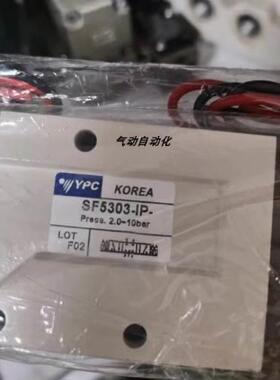 气动自动化
YPC KOREA
SF5303-IP-
Press. 2.0~10bar
LOT
F02